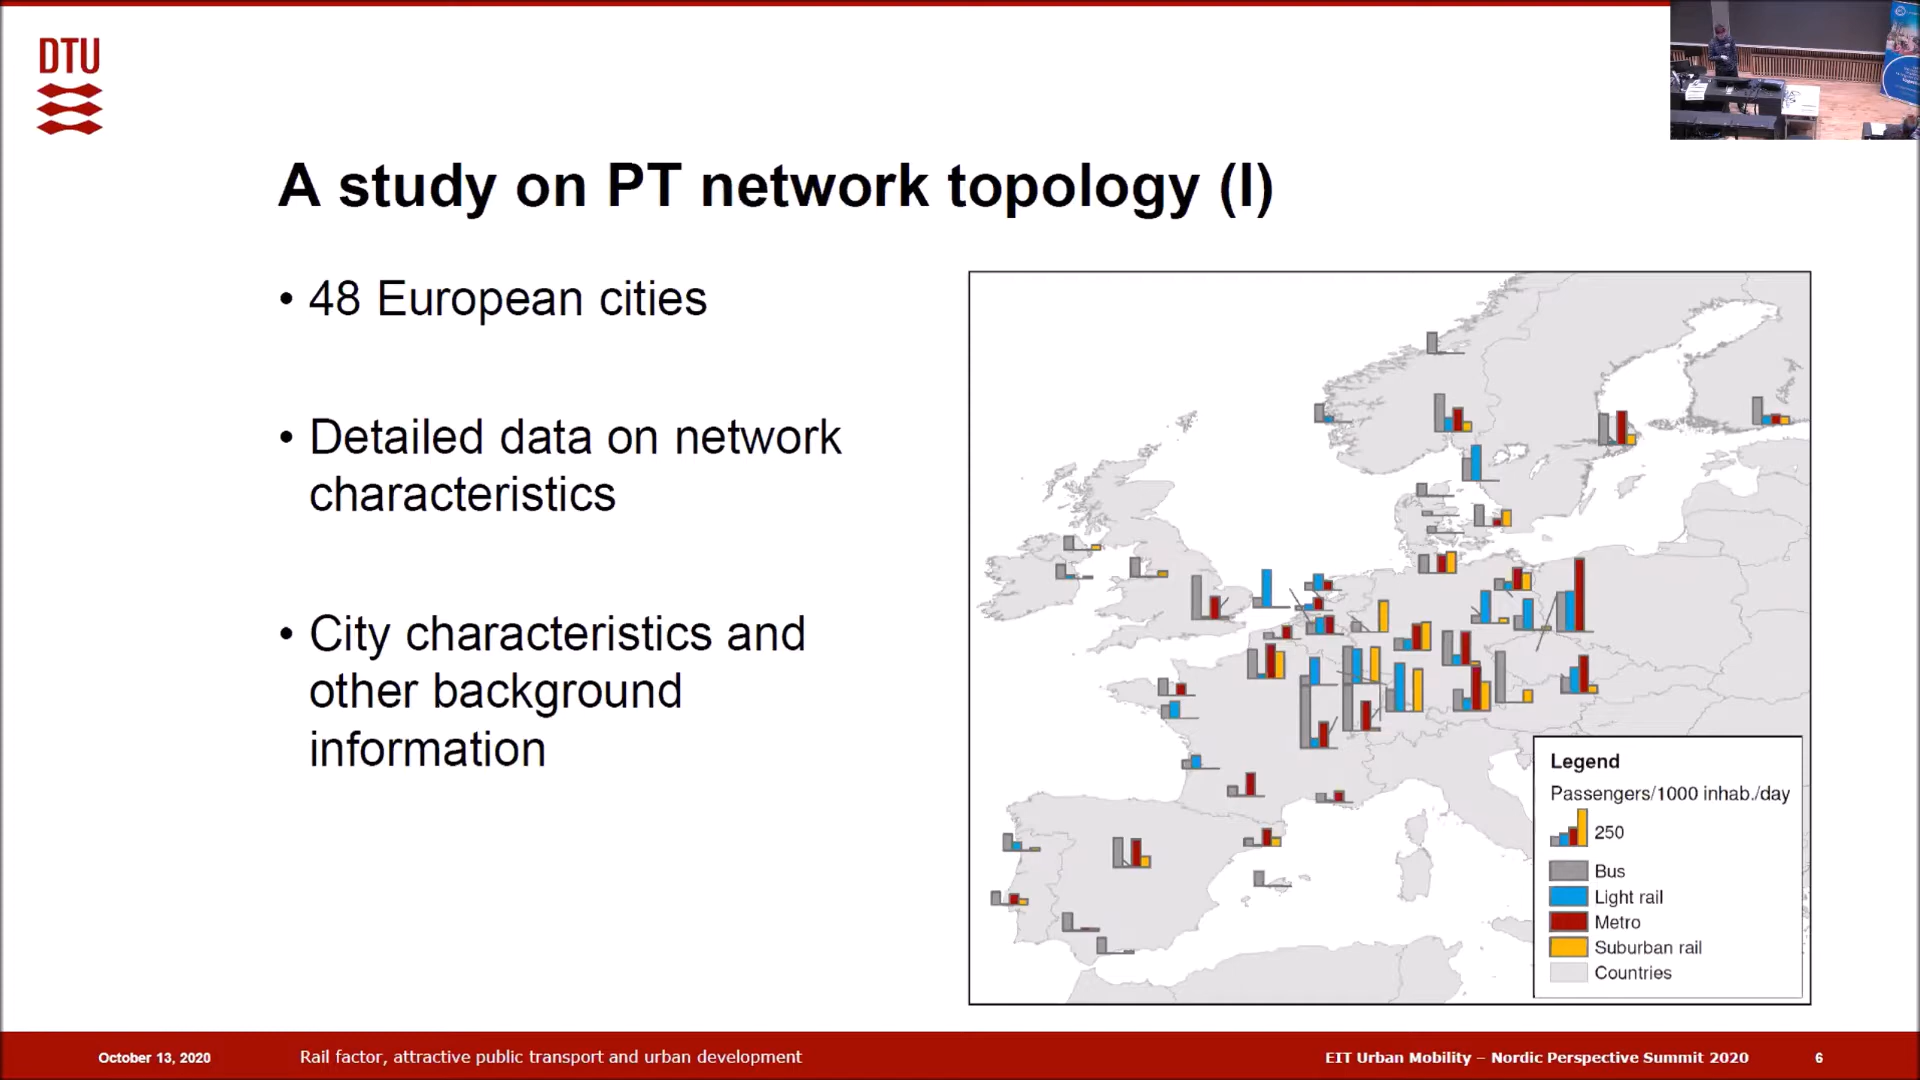 DTU
A study on PT network topology (I)
• 48 European cities
• Detailed data on network
characteristics
• City characteristics and
other background
information
Legend
Passengers/1000 inhab./day
250
Bus
Light rail
Metro
Suburban rail
Countries
October 13, 2020
Rail factor, attractive public transport and urban development
EIT Urban Mobility – Nordic Perspective Summit 2020
6